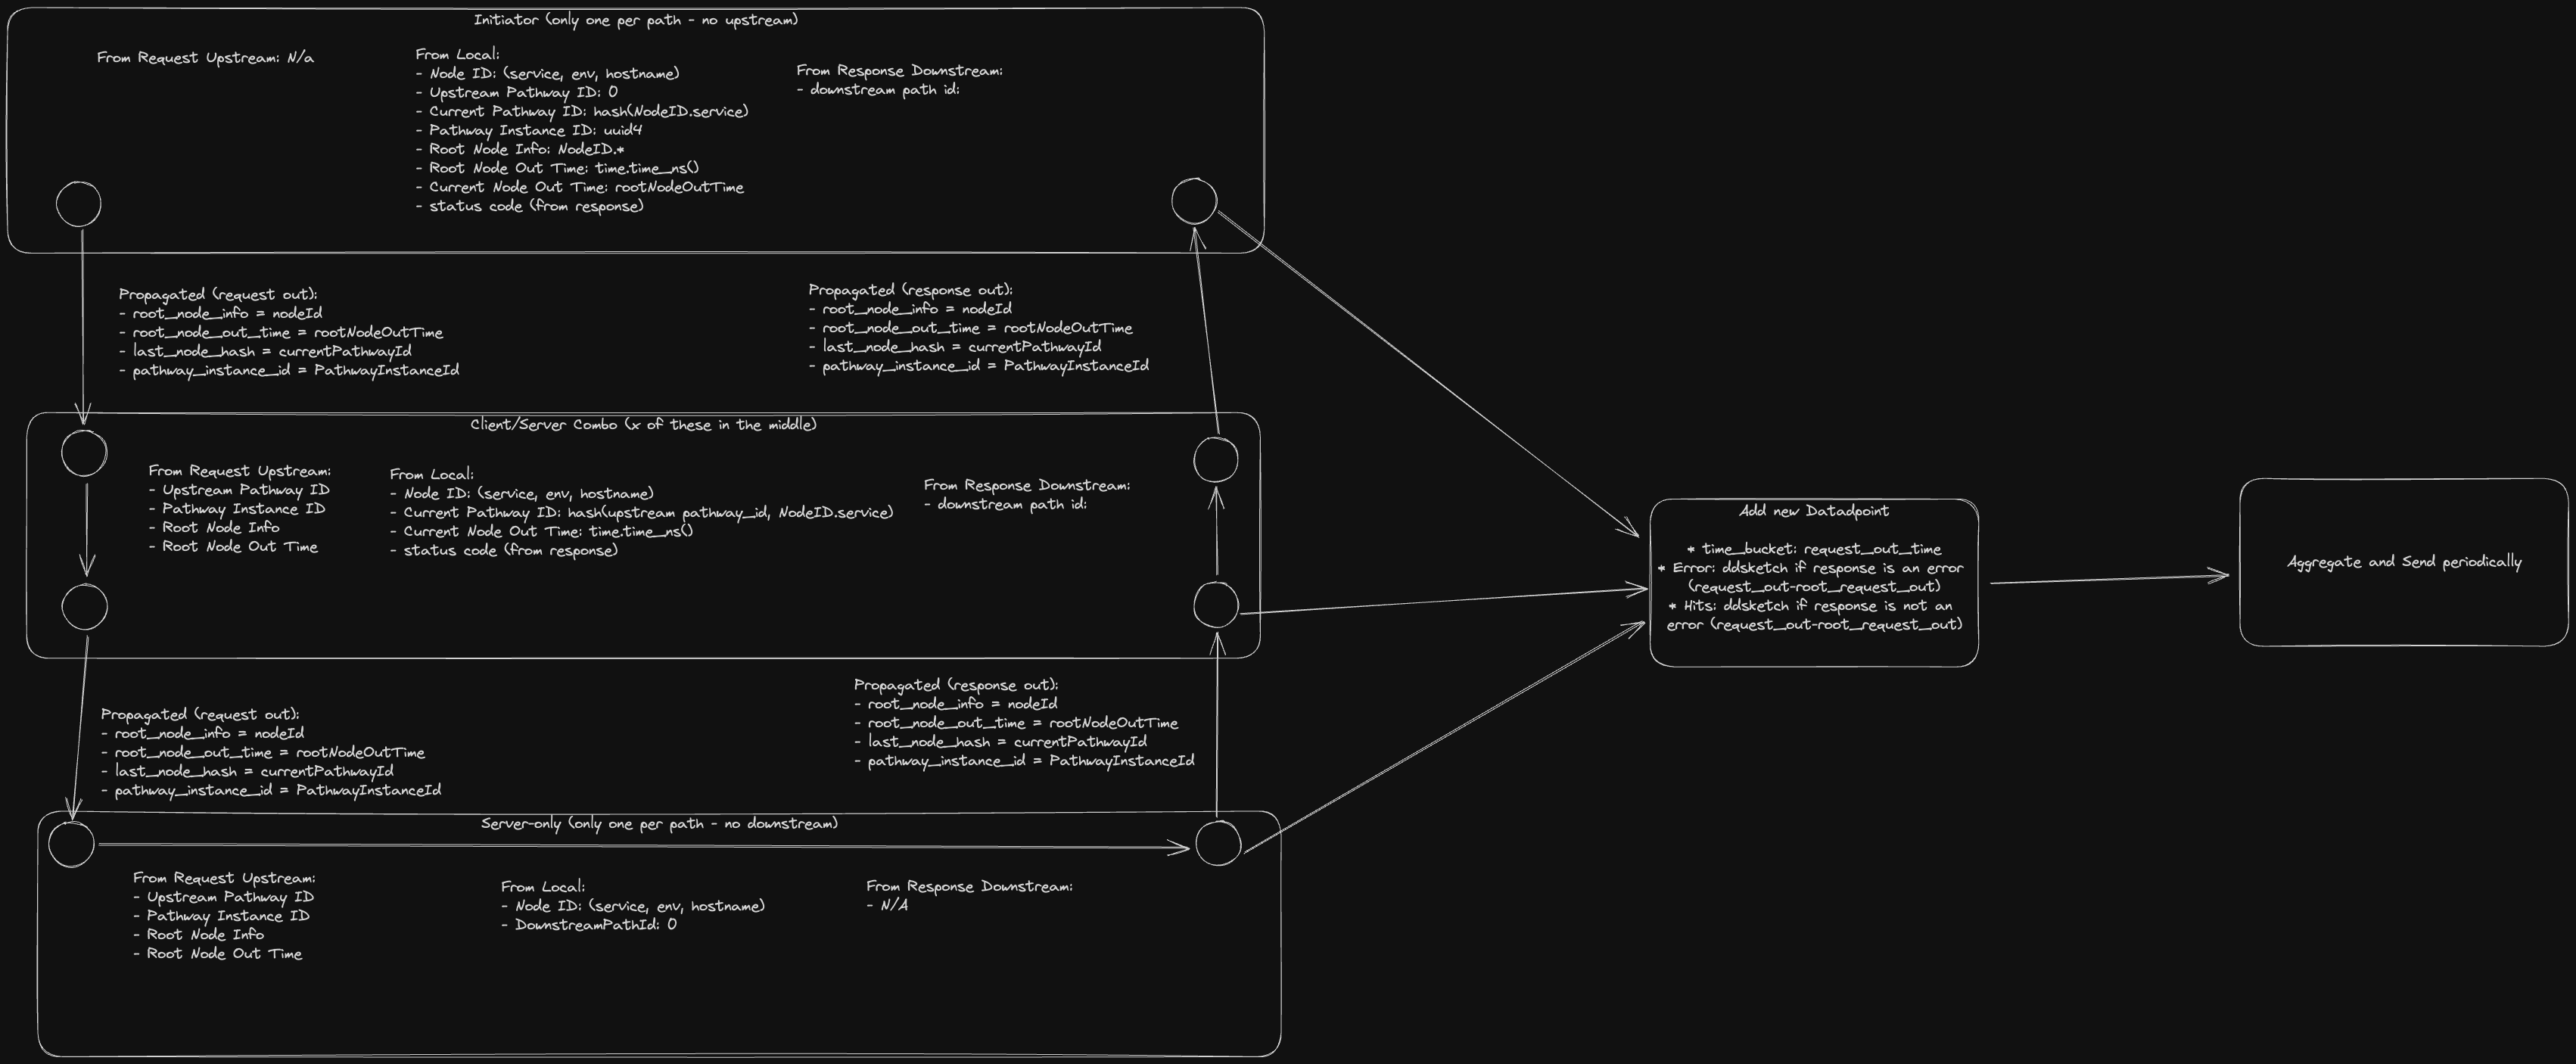 Initiator (only one per path - no upstream)
From Request Upstream: N/a
From Local:
- Node ID: (service, env, hostname)
- Upstream Pathway ID: 0
- Current Pathway ID: hash(NodeID.service)
- Pathway Instance ID: uuid4
- Root Node Info: NodeID.*
- Root Node Out Time: time.time_ns()
- Current Node Out Time: rootNodeOutTime
- status code (from response)
From Response Downstream:
- downstream path id:
Propagated (request out):
- root_node_info = nodeId
- root_node_out_time = rootNodeOutTime
- last_node_hash = currentPathwayId
- pathway_instance_id = PathwayInstanceId
Propagated (response out):
- root_node_info = nodeId
- root_node_out_time = rootNodeOutTime
- last_node_hash = currentPathwayId
- pathway_instance_id = PathwayInstanceId
Client/Server Combo (x of these in the middle)
From Request Upstream:
- Upstream Pathway ID
- Pathway Instance ID
- Root Node Info
- Root Node Out Time
From Local:
- Node ID: (service, env, hostname)
- Current Pathway ID: hash(upstream pathway_id, NodeID.service)
- Current Node Out Time: time.time_ns()
- status code (from response)
From Response Downstream:
- downstream path id:
Propagated (request out):
- root_node_info = nodeId
- root_node_out_time = rootNodeOutTime
- last_node_hash = currentPathwayId
- pathway_instance_id = PathwayInstanceId
Propagated (response out):
- root_node_info = nodeId
- root_node_out_time = rootNodeOutTime
- last_node_hash = currentPathwayId
- pathway_instance_id = PathwayInstanceId
Server-only (only one per path - no downstream)
From Request Upstream:
- Upstream Pathway ID
- Pathway Instance ID
- Root Node Info
- Root Node Out Time
From Local:
- Node ID: (service, env, hostname)
- DownstreamPathId: 0
From Response Downstream:
- N/A
Add new Datadpoint
* time_bucket: request_out_time
* Error: ddsketch if response is an error
(request_out-root_request_out)
* Hits: ddsketch if response is not an
error (request_out-root_request_out)
Aggregate and Send periodically